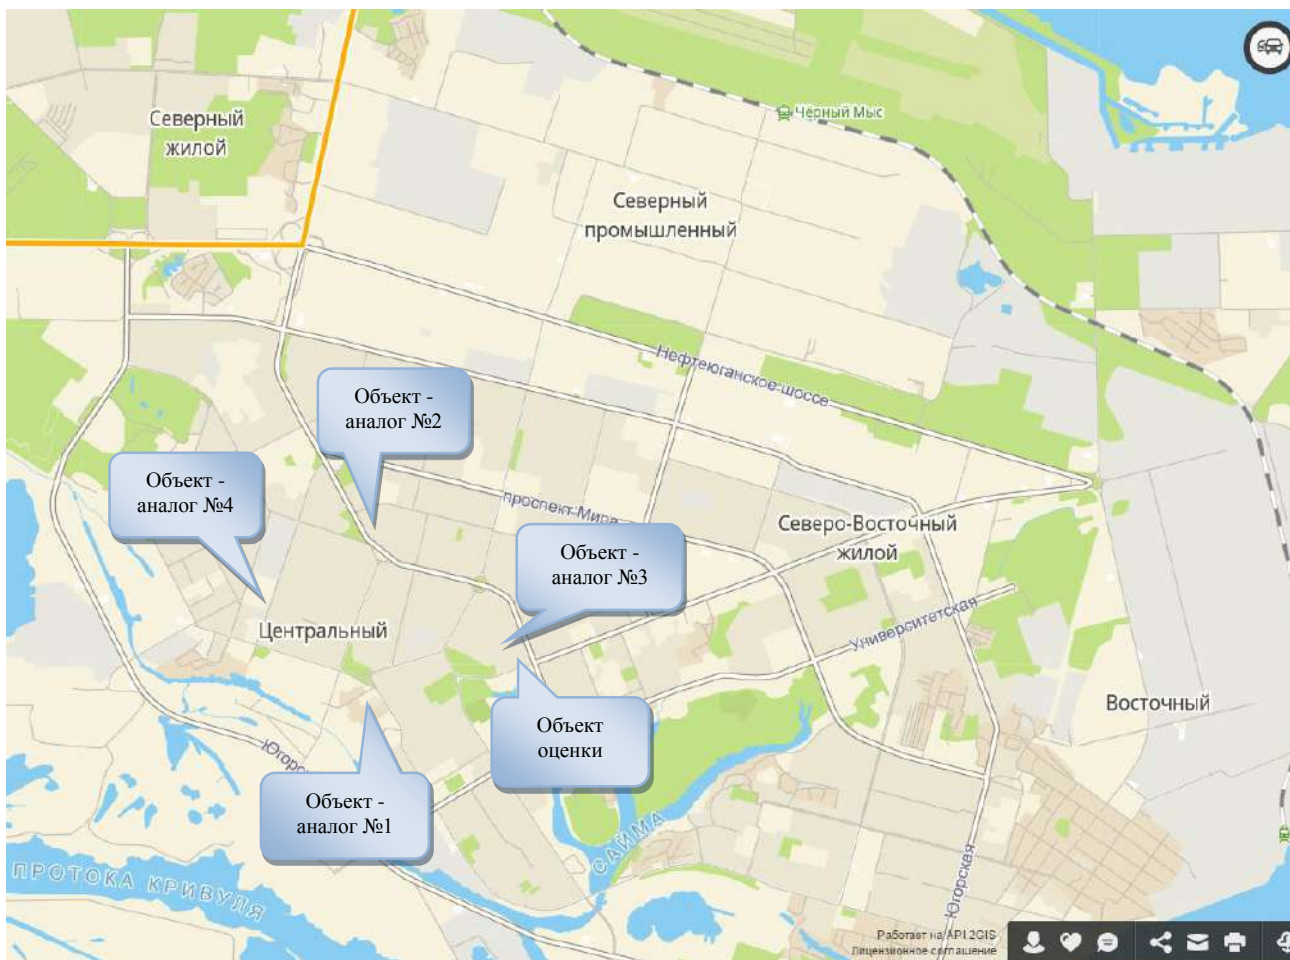 Северный
жилой
Чёрный Мыс
Северный
промышленный
Нефтеюганское шоссе
Объект -
аналог №2
Объект -
аналог №4
проспект Мира
Северо-Восточный
жилой
Объект -
аналог №3
Центральный
Университетская
Восточный
Объект
оценки
Объект -
аналог №1
САЙМА
ПРОТОКА КРИВУЛЯ
Югорская
Работает на API 2GIS
Лицензионное соглашение